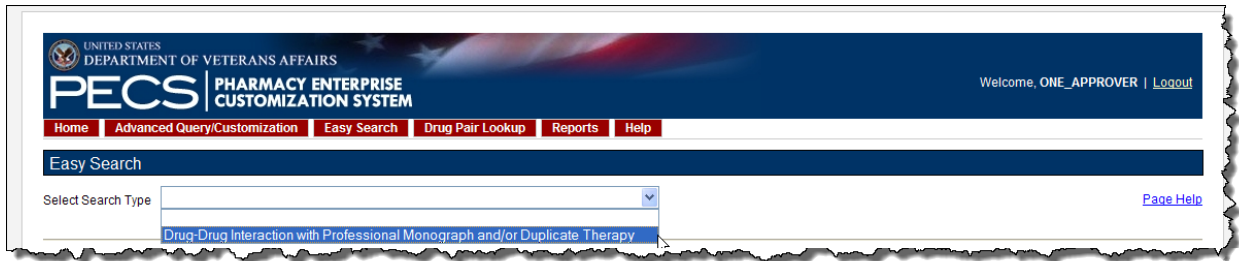 UNITED STATES
DEPARTMENT OF VETERANS AFFAIRS
PECS PHARMACY ENTERPRISE
CUSTOMIZATION SYSTEM
Welcome, ONE_APPROVER | Logout
Home Advanced Query/Customization Easy Search Drug Pair Lookup Reports Help
Easy Search
Select Search Type Page Help
Drug-Drug Interaction with Professional Monograph and/or Duplicate Therapy